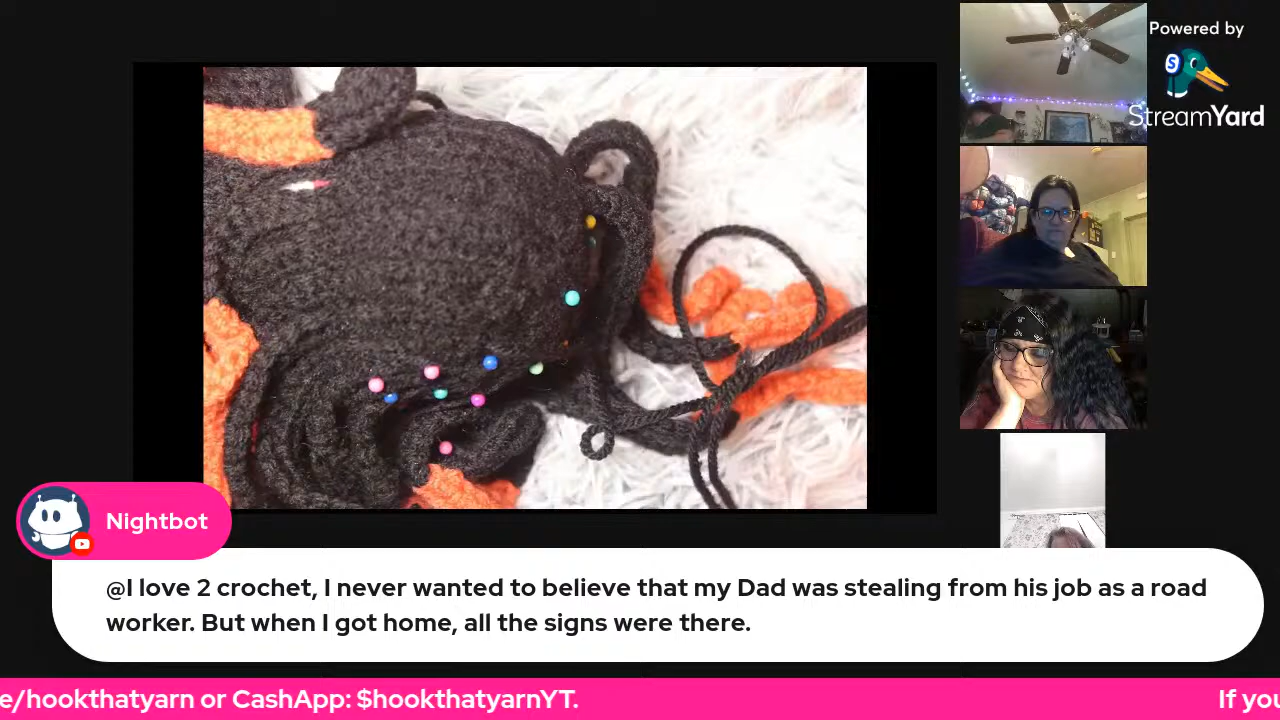 Powered by
S
StreamYard
Nightbot
@I love 2 crochet, I never wanted to believe that my Dad was stealing from his job as a road
worker. But when I got home, all the signs were there.
e/hookthatyarn or CashApp: $hookthatyarnYT.
If you